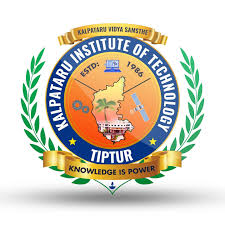 KALPATARU VIDYA SAMSTHE
KALPATARU INSTITUTE OF TECHNOLOGY
ESTD: 1986
TIPTUR
KNOWLEDGE IS POWER